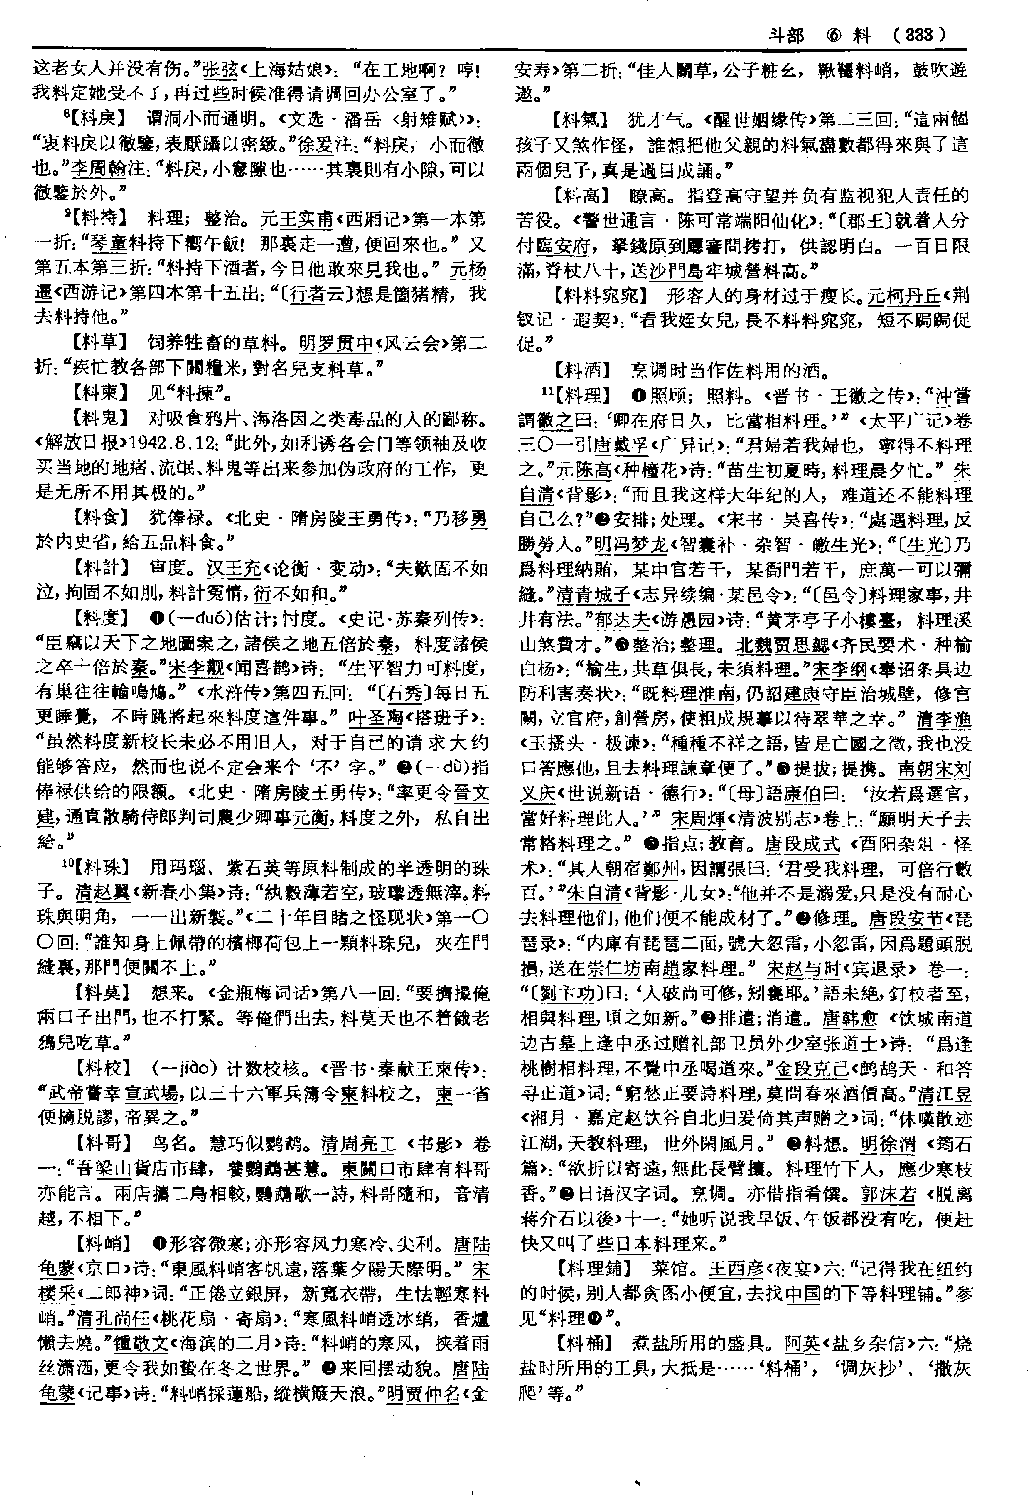 斗部 ⑥ 料 （333）
这老女人并没有伤。”张弦《上海姑娘》：“在工地啊？哼！
我料定她受不了，再过些时候准得请调回办公室了。”
⁸【料戾】 谓洞小而通明。《文选·潘岳〈射雉赋〉》：
“衷料戾以徹鑒，表厭躡以密緻。”徐爰注：“料戾，小而徹
也。”李周翰注：“料戾，小意隙也……其裏則有小隙，可以
徹鑒於外。”
⁹【料持】 料理；整治。元王实甫《西厢记》第一本第
一折：“琴童料持下晌午飯！那裏走一遭，便回來也。”又
第五本第三折：“料持下酒者，今日他敢來見我也。”元杨
暹《西游记》第四本第十五出：“〔行者云〕想是箇猪精，我
去料持他。”
【料草】 饲养牲畜的草料。明罗贯中《风云会》第二
折：“疾忙教各部下關糧米，對名兒支料草。”
【料柬】 见“料揀”。
【料鬼】 对吸食鸦片、海洛因之类毒品的人的鄙称。
《解放日报》1942.8.12：“此外，如利诱各会门等领袖及收
买当地的地痞、流氓、料鬼等出来参加伪政府的工作，更
是无所不用其极的。”
【料食】 犹俸禄。《北史·隋房陵王勇传》：“乃移勇
於内史省，給五品料食。”
【料計】 审度。汉王充《论衡·变动》：“夫歎固不如
泣，拘固不如刖，料計冤情，衍不如和。”
【料度】 ❶(—duó)估计；忖度。《史记·苏秦列传》：
“臣竊以天下之地圖案之，諸侯之地五倍於秦，料度諸侯
之卒十倍於秦。”宋李觏《闻喜鹊》诗：“生平智力可料度，
有巢往往輸鳴鳩。”《水浒传》第四五回：“〔石秀〕每日五
更睡覺，不時跳將起來料度這件事。”叶圣陶《搭班子》：
“虽然料度新校长未必不用旧人，对于自己的请求大约
能够答应，然而也说不定会来个‘不’字。”❷(—dù)指
俸禄供给的限额。《北史·隋房陵王勇传》：“率更令晉文
建，通直散騎侍郎判司農少卿事元衡，料度之外，私自出
給。”
¹⁰【料珠】 用玛瑙、紫石英等原料制成的半透明的珠
子。清赵翼《新春小集》诗：“紈縠薄若空，玻瓈透無滓。料
珠與明角，一一出新製。”《二十年目睹之怪现状》第一〇
〇回：“誰知身上佩帶的檳榔荷包上一顆料珠兒，夾在門
縫裏，那門便關不上。”
【料莫】 想来。《金瓶梅词话》第八一回：“要擠撮俺
兩口子出門，也不打緊。等俺們出去，料莫天也不着餓老
鴉兒吃草。”
【料校】 (—jiào) 计数校核。《晋书·秦献王柬传》：
“武帝嘗幸宣武場，以三十六軍兵簿令柬料校之，柬一省
便摘脱謬，帝異之。”
【料哥】 鸟名。慧巧似鹦鹉。清周亮工《书影》卷
一：“吾梁山貨店市肆，養鸚鵡甚慧。東關口市肆有料哥
亦能言。兩店攜二鳥相較，鸚鵡歌一詩，料哥隨和，音清
越，不相下。”
【料峭】 ❶形容微寒；亦形容风力寒冷、尖利。唐陆
龟蒙《京口》诗：“東風料峭客帆遠，落葉夕陽天際明。”宋
楼采《二郎神》词：“正倦立銀屏，新寬衣帶，生怯輕寒料
峭。”清孔尚任《桃花扇·寄扇》：“寒風料峭透冰綃，香爐
懶去燒。”鍾敬文《海滨的二月》诗：“料峭的寒风，挟着雨
丝潇洒，更令我如蛰在冬之世界。”❷来回摆动貌。唐陆
龟蒙《记事》诗：“料峭採蓮船，縱横簸天浪。”明贾仲名《金
安寿》第二折：“佳人鬭草，公子粧幺，鞦韆料峭，鼓吹遊
遨。”
【料氣】 犹才气。《醒世姻缘传》第二三回：“這兩個
孩子又煞作怪，誰想把他父親的料氣盡數都得來與了這
兩個兒子，真是過目成誦。”
【料高】 瞭高。指登高守望并负有监视犯人责任的
苦役。《警世通言·陈可常端阳仙化》：“〔郡王〕就着人分
付臨安府，拏錢原到廳審問拷打，供認明白。一百日限
滿，脊杖八十，送沙門島牢城營料高。”
【料料窕窕】 形容人的身材过于瘦长。元柯丹丘《荆
钗记·遐契》：“看我姪女兒，長不料料窕窕，短不跼跼促
促。”
【料酒】 烹调时当作佐料用的酒。
¹¹【料理】 ❶照顾；照料。《晋书·王徽之传》：“沖嘗
謂徽之曰：‘卿在府日久，比當相料理。’”《太平广记》卷
三〇一引唐戴孚《广异记》：“君婦若我婦也，寧得不料理
之。”元陈高《种橦花》诗：“苗生初夏時，料理晨夕忙。”朱
自清《背影》：“而且我这样大年纪的人，难道还不能料理
自己么？”❷安排；处理。《宋书·吴喜传》：“處遇料理，反
勝勞人。”明冯梦龙《智囊补·杂智·敝生光》：“〔生光〕乃
爲料理納賄，某中官若干，某衙門若干，庶萬一可以彌
縫。”清青城子《志异续编·某邑令》：“〔邑令〕料理家事，井
井有法。”郁达夫《游愚园》诗：“黄茅亭子小樓臺，料理溪
山煞費才。”❸整治；整理。北魏贾思勰《齐民要术·种榆
白杨》：“榆生，共草俱長，未須料理。”宋李纲《奉诏条具边
防利害奏状》：“既料理淮南，仍詔建康守臣治城壁，修宫
闕，立官府，創營房，使粗成規摹以待翠華之幸。”清李渔
《玉搔头·极谏》：“種種不祥之語，皆是亡國之徵，我也没
口答應他，且去料理諫章便了。”❹提拔；提携。南朝宋刘
义庆《世说新语·德行》：“〔母〕語康伯曰：‘汝若爲選官，
當好料理此人。’”宋周煇《清波别志》卷上：“願明天子去
常格料理之。”❺指点；教育。唐段成式《酉阳杂俎·怪
术》：“其人朝宿鄭州，因謂張曰：‘君受我料理，可倍行數
百。’”朱自清《背影·儿女》：“他并不是溺爱，只是没有耐心
去料理他们，他们便不能成材了。”❻修理。唐段安节《琵
琶录》：“内庫有琵琶二面，號大忽雷，小忽雷，因爲題頭脱
損，送在崇仁坊南趙家料理。”宋赵与时《宾退录》卷一：
“〔劉卞功〕曰：‘人破尚可修，矧甕耶。’語未絶，釘校者至，
相與料理，頃之如新。”❼排遣；消遣。唐韩愈《饮城南道
边古墓上逢中丞过赠礼部卫员外少室张道士》诗：“爲逢
桃樹相料理，不覺中丞喝道來。”金段克己《鹧鸪天·和答
寻正道》词：“窮愁正要詩料理，莫問春來酒價高。”清江昱
《湘月·嘉定赵饮谷自北归爰倚其声赠之》词：“休嘆散迹
江湖，天教料理，世外閑風月。”❽料想。明徐渭《筠石
篇》：“欲折以寄遠，無此長臂攘。料理竹下人，應少寒枝
香。”❾日语汉字词。烹调。亦借指肴馔。郭沫若《脱离
蒋介石以後》十一：“她听说我早饭、午饭都没有吃，便赶
快又叫了些日本料理来。”
【料理鋪】 菜馆。王西彦《夜宴》六：“记得我在纽约
的时候，别人都贪图小便宜，去找中国的下等料理铺。”参
见“料理❾”。
【料桶】 煮盐所用的盛具。阿英《盐乡杂信》六：“烧
盐时所用的工具，大抵是……‘料桶’，‘调灰抄’、‘撒灰
爬’等。”